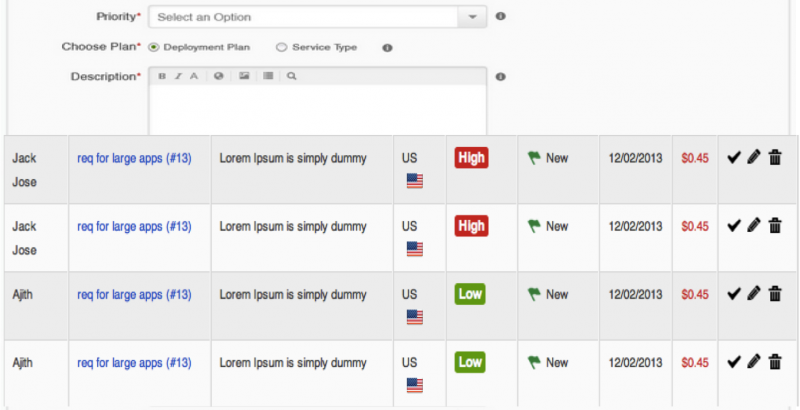 Priority* Select an Option
Choose Plan* Deployment Plan Service Type
Description* B I A
Jack req for large apps (#13) Lorem Ipsum is simply dummy US High New 12/02/2013 $0.45
Jose
Jack req for large apps (#13) Lorem Ipsum is simply dummy US High New 12/02/2013 $0.45
Jose
Ajith req for large apps (#13) Lorem Ipsum is simply dummy US Low New 12/02/2013 $0.45
Ajith req for large apps (#13) Lorem Ipsum is simply dummy US Low New 12/02/2013 $0.45